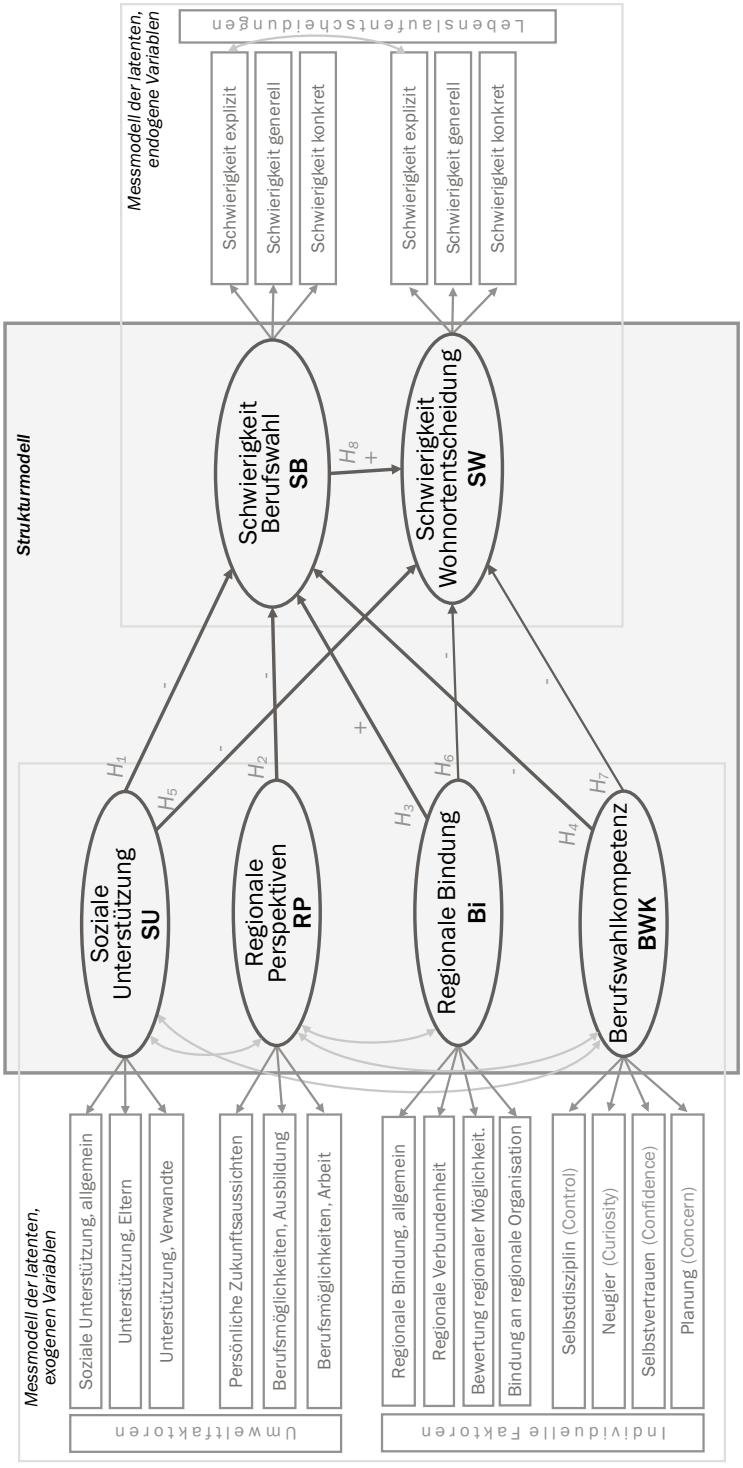 Messmodell der latenten,
exogenen Variablen
Umweltfaktoren
Soziale Unterstützung, allgemein
Unterstützung, Eltern
Unterstützung, Verwandte
Persönliche Zukunftsaussichten
Berufsmöglichkeiten, Ausbildung
Berufsmöglichkeiten, Arbeit
Individuelle Faktoren
Regionale Bindung, allgemein
Regionale Verbundenheit
Bewertung regionaler Möglichkeit.
Bindung an regionale Organisation
Selbstdisziplin (Control)
Neugier (Curiosity)
Selbstvertrauen (Confidence)
Planung (Concern)
Strukturmodell
Soziale
Unterstützung
SU
Regionale
Perspektiven
RP
Regionale Bindung
Bi
Berufswahlkompetenz
BWK
H1
-
H5
-
H2
-
H3
+
H6
-
H4
-
H7
-
Schwierigkeit
Berufswahl
SB
H8
+
Schwierigkeit
Wohnortentscheidung
SW
Messmodell der latenten,
endogene Variablen
Schwierigkeit explizit
Schwierigkeit generell
Schwierigkeit konkret
Schwierigkeit explizit
Schwierigkeit generell
Schwierigkeit konkret
Lebenslaufentscheidungen